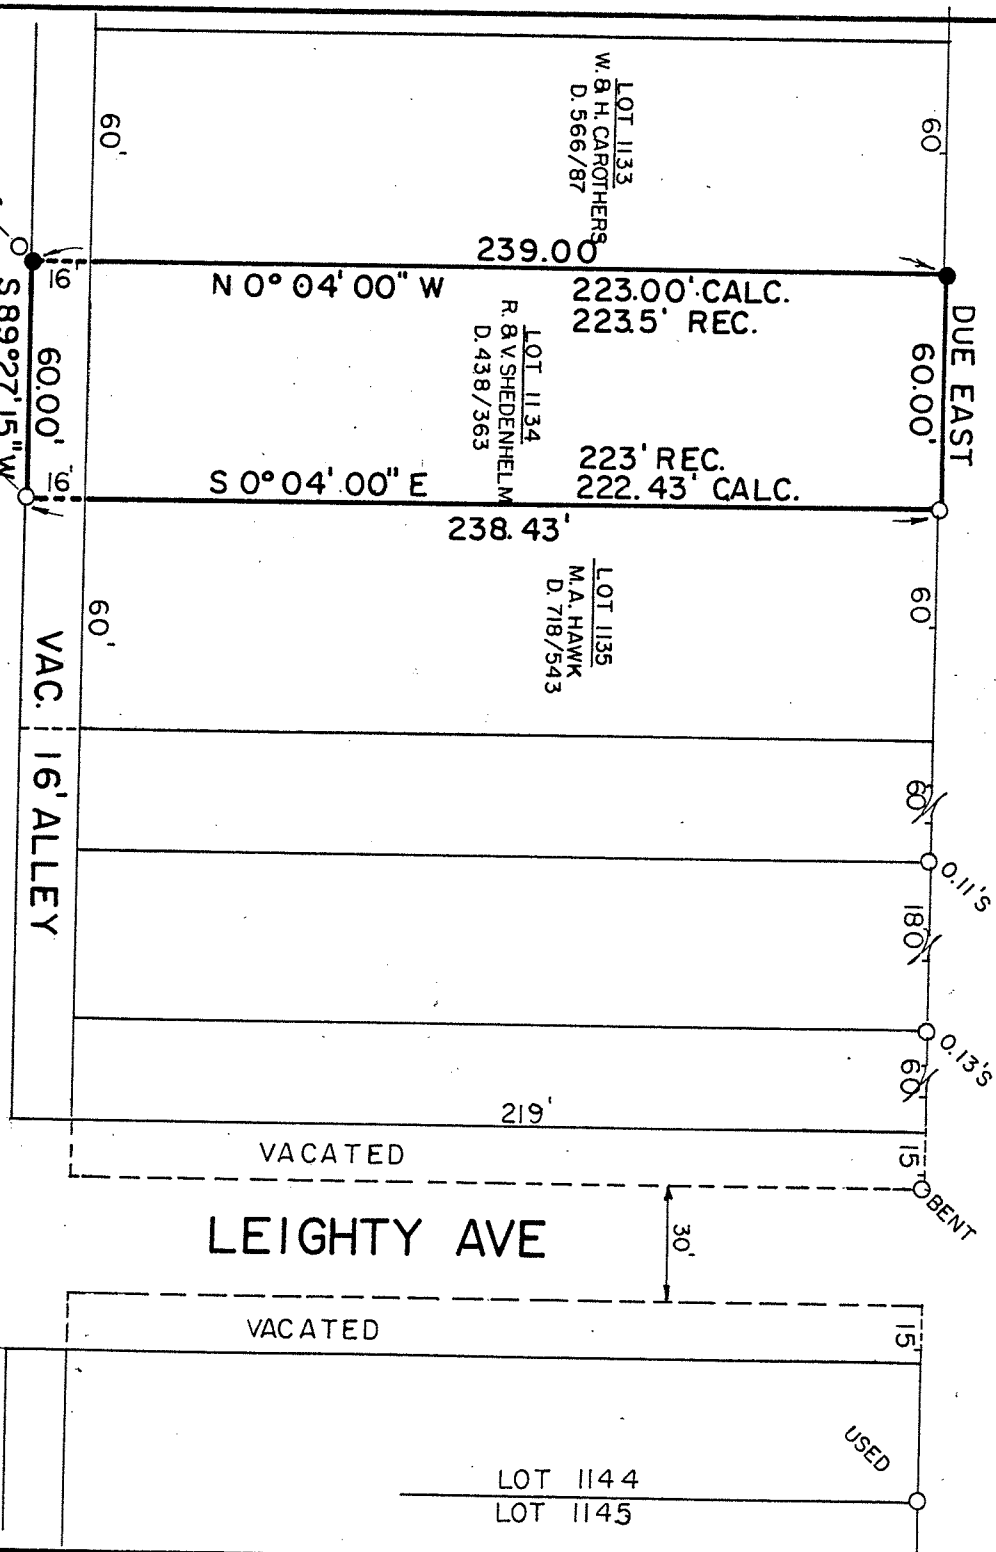 60'
LOT 1133
W. & H. CAROTHERS
D. 566/87
60'
239.00'
16'
N 0° 04' 00" W
223.00' CALC.
223.5' REC.
DUE EAST
60.00'
LOT 1134
R. & V. SHEDENHELM
D. 438/363
60.00'
S 89° 27' 15" W
16'
S 0° 04' 00" E
223' REC.
222.43' CALC.
238.43'
60'
LOT 1135
M.A. HAWK
D. 718/543
60'
VAC. 16' ALLEY
60'
0.11'S
180'
0.13'S
60'
219'
VACATED
15'
BENT
LEIGHTY AVE
30'
VACATED
15'
USED
LOT 1144
LOT 1145